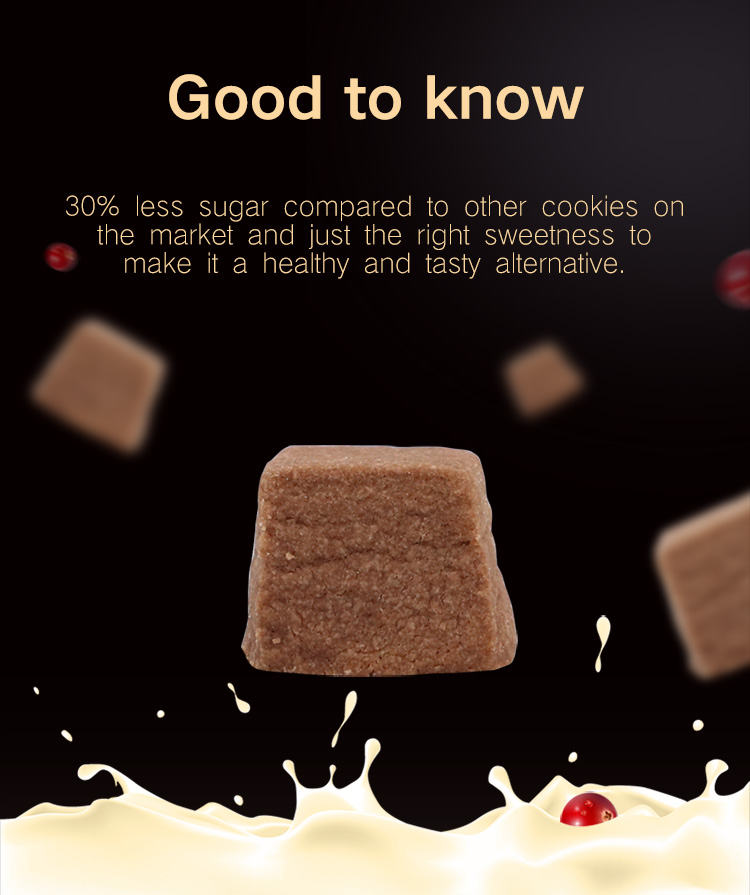 Good to know
30% less sugar compared to other cookies on
the market and just the right sweetness to
make it a healthy and tasty alternative.